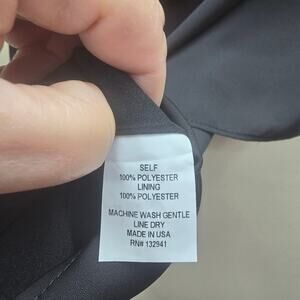 SELF
100% POLYESTER
LINING
100% POLYESTER
MACHINE WASH GENTLE
LINE DRY
MADE IN USA
RN# 132941